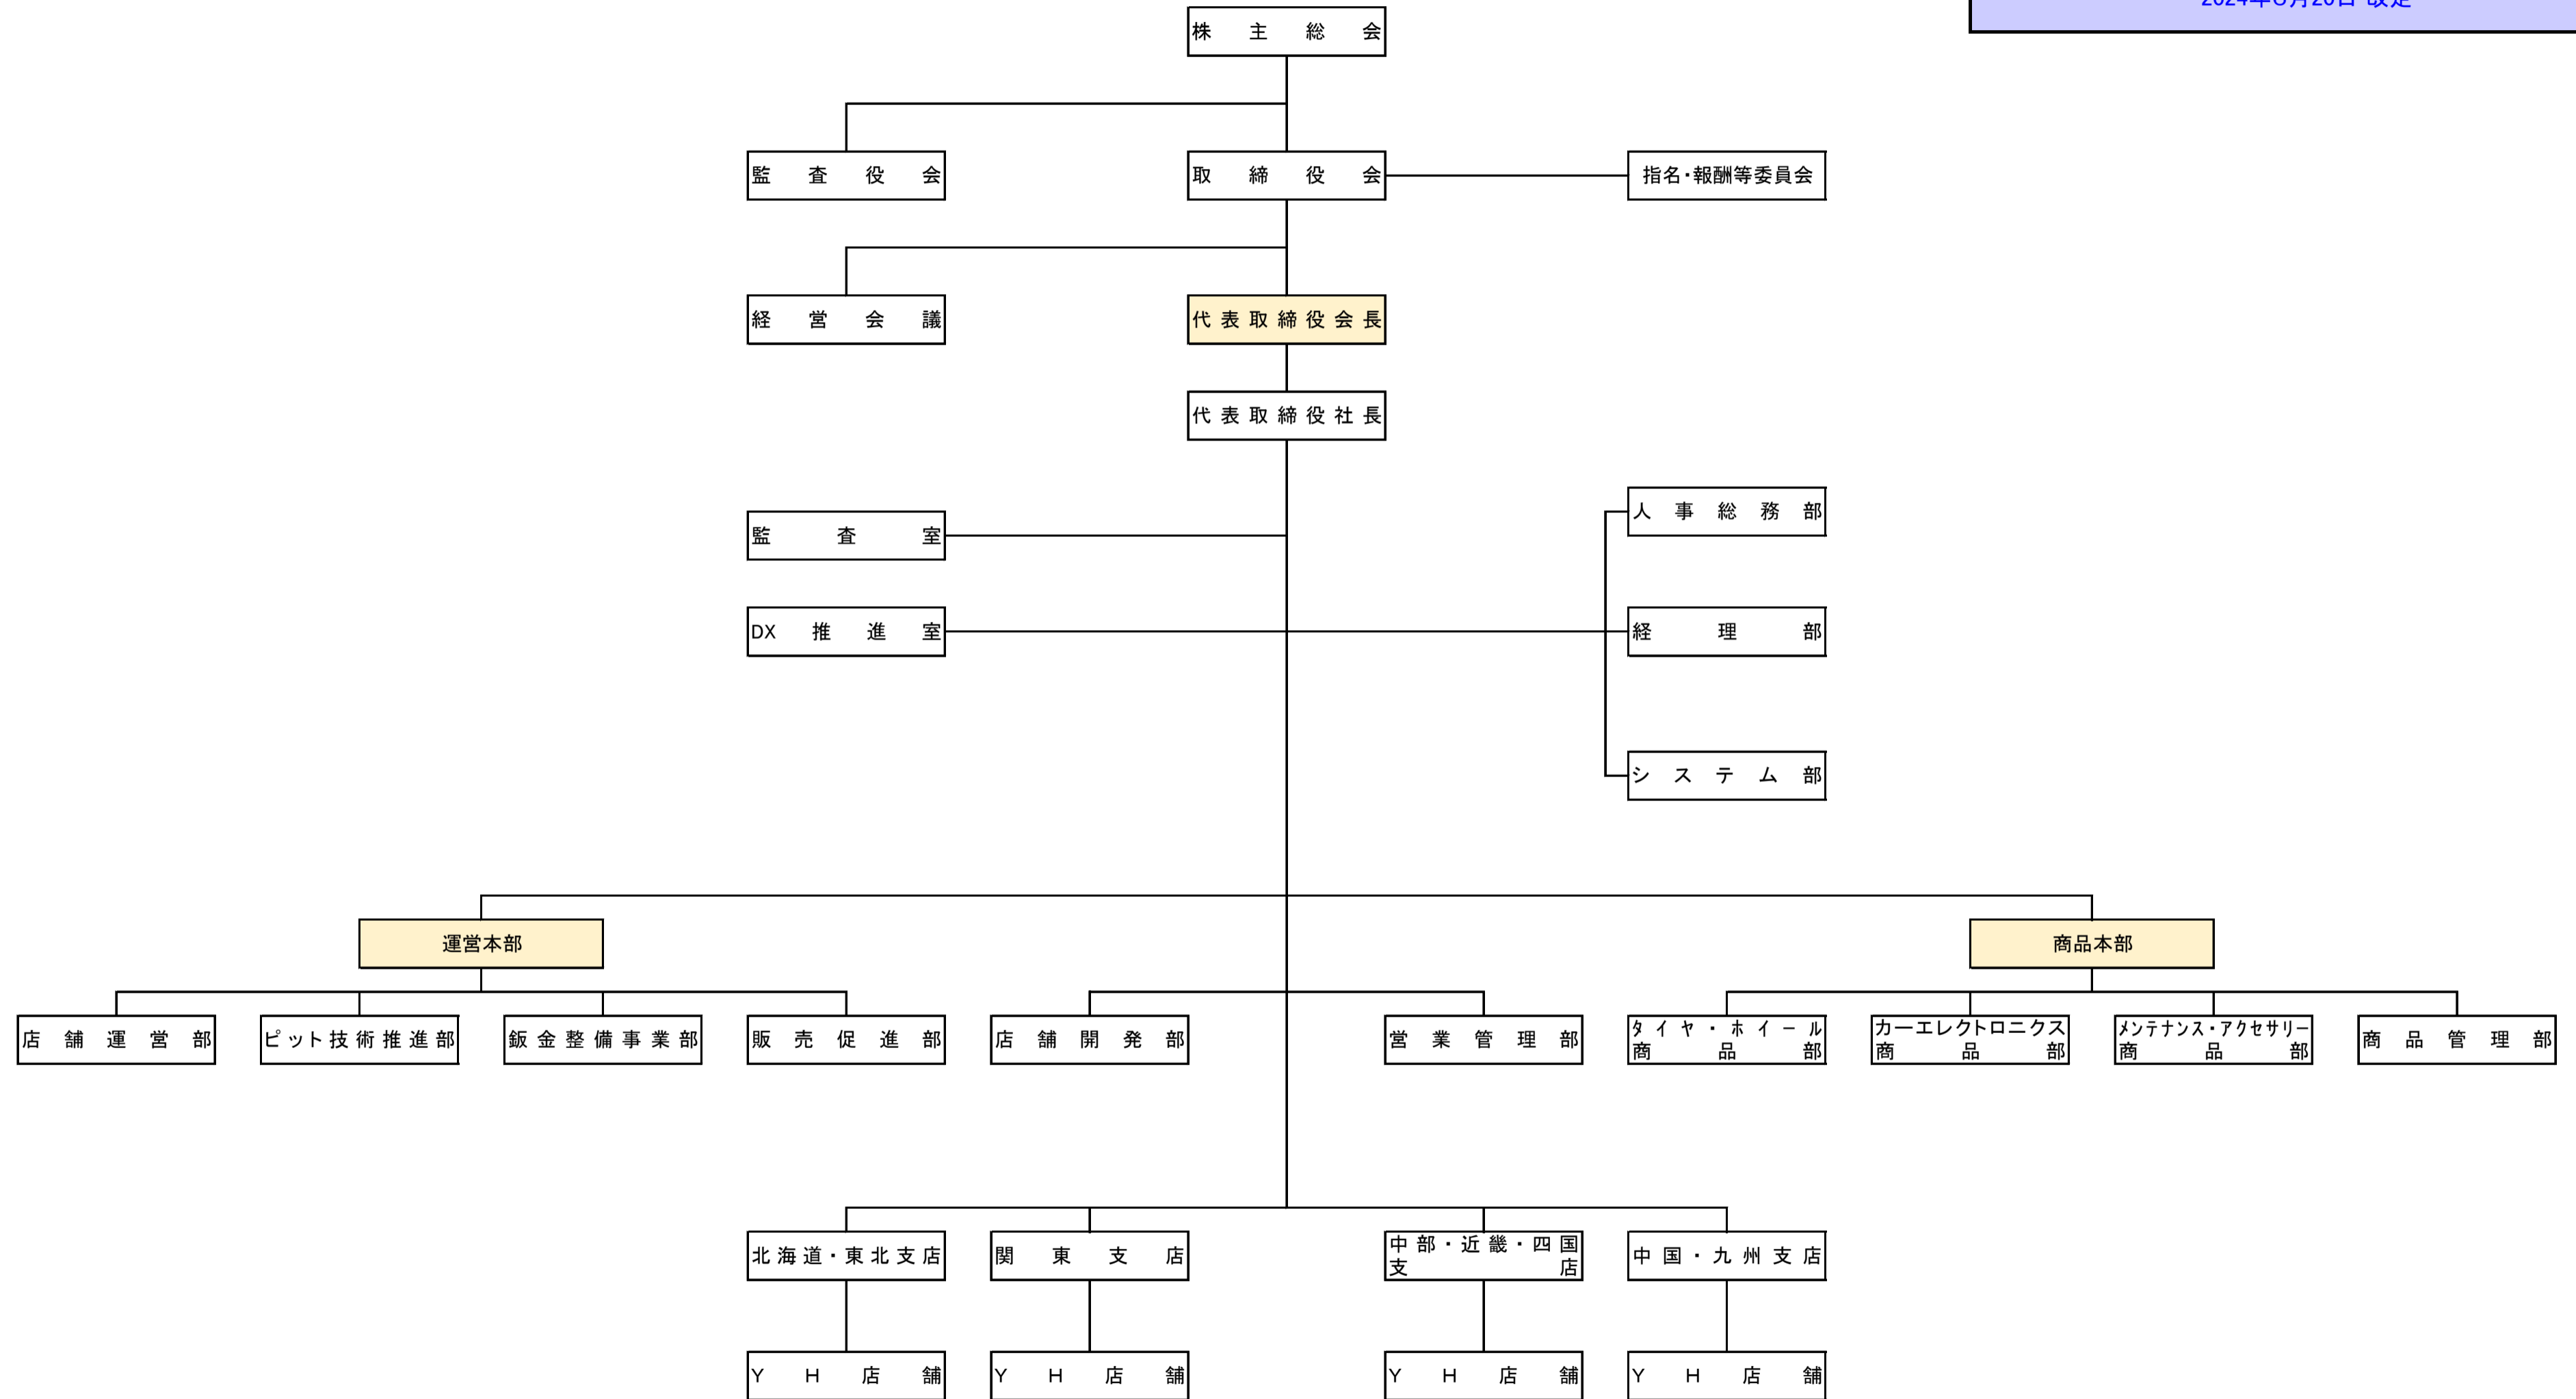 株主総会
監査役会
取締役会
指名・報酬等委員会
経営会議
代表取締役会長
代表取締役社長
人事総務部
監査室
DX推進室
経理部
システム部
運営本部
商品本部
店舗運営部
ピット技術推進部
鈑金整備事業部
販売促進部
店舗開発部
営業管理部
タイヤ・ホイール
商品部
カーエレクトロニクス
商品部
メンテナンス・アクセサリー
商品部
商品管理部
北海道・東北支店
関東支店
中部・近畿・四国
支店
中国・九州支店
YH店舗
YH店舗
YH店舗
YH店舗